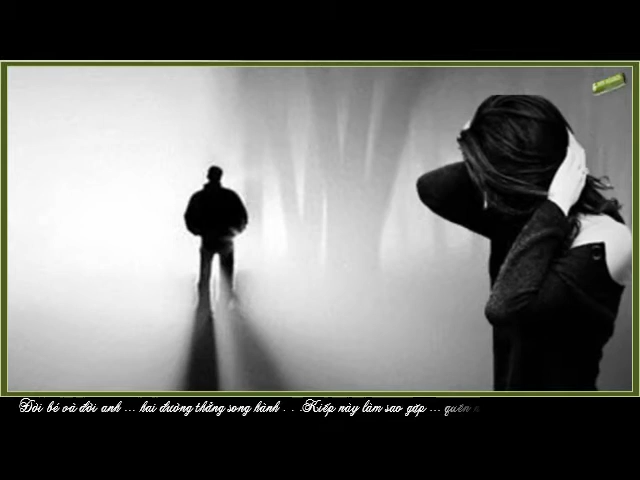 Đời bé và đời anh ... hai đường thẳng song hành . . .Kiếp này làm sao gặp ... quên